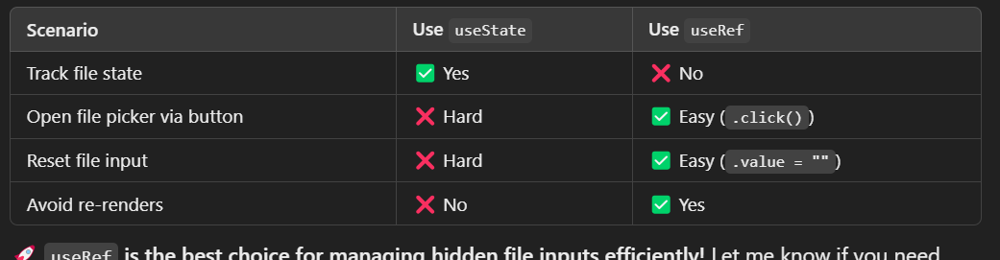 Scenario Use useState Use useRef
Track file state ✅ Yes ❌ No
Open file picker via button ❌ Hard ✅ Easy (.click())
Reset file input ❌ Hard ✅ Easy (.value = "")
Avoid re-renders ❌ No ✅ Yes
🚀 useRef is the best choice for managing hidden file inputs efficiently! Let me know if you need